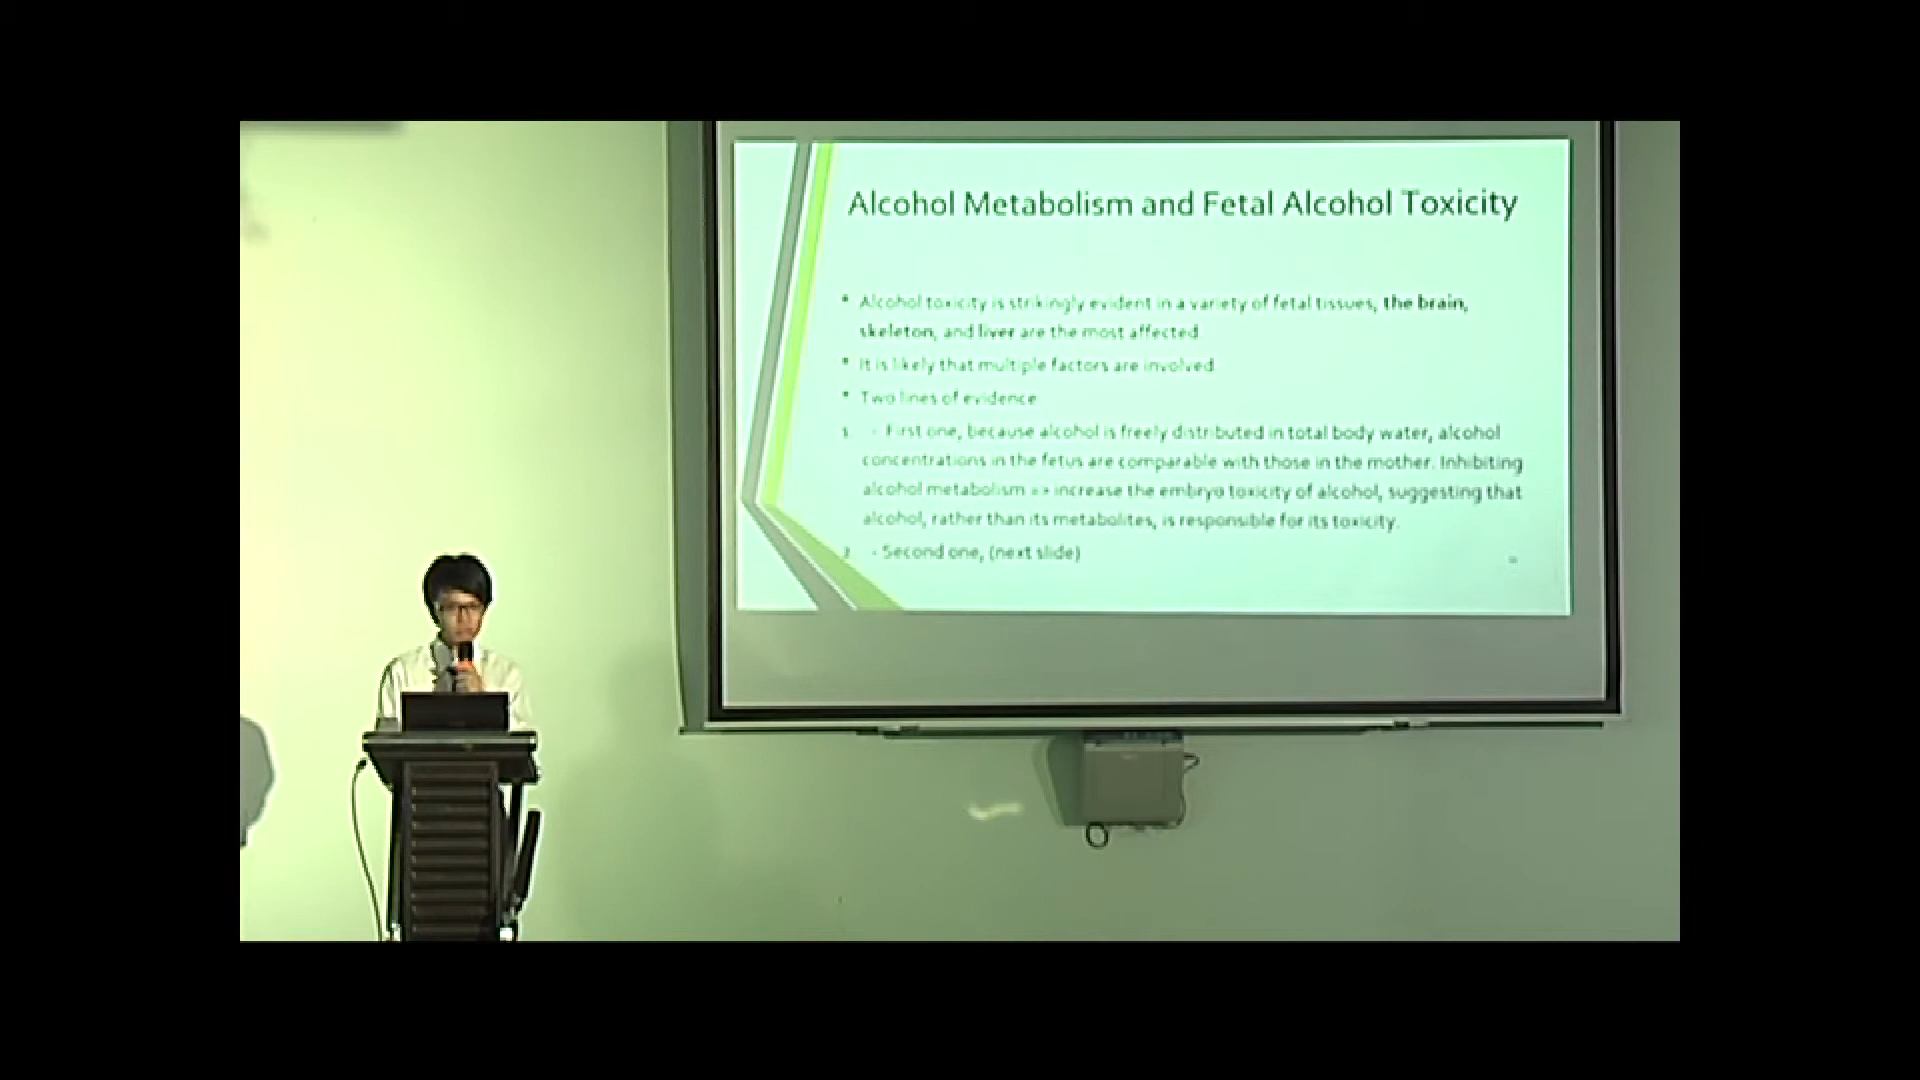 Alcohol Metabolism and Fetal Alcohol Toxicity
* Alcohol toxicity is strikingly evident in a variety of fetal tissues, the brain,
skeleton, and liver are the most affected
* It is likely that multiple factors are involved
* Two lines of evidence
1 - First one, because alcohol is freely distributed in total body water, alcohol
concentrations in the fetus are comparable with those in the mother. Inhibiting
alcohol metabolism => increase the embryo toxicity of alcohol, suggesting that
alcohol, rather than its metabolites, is responsible for its toxicity.
2 - Second one, (next slide)